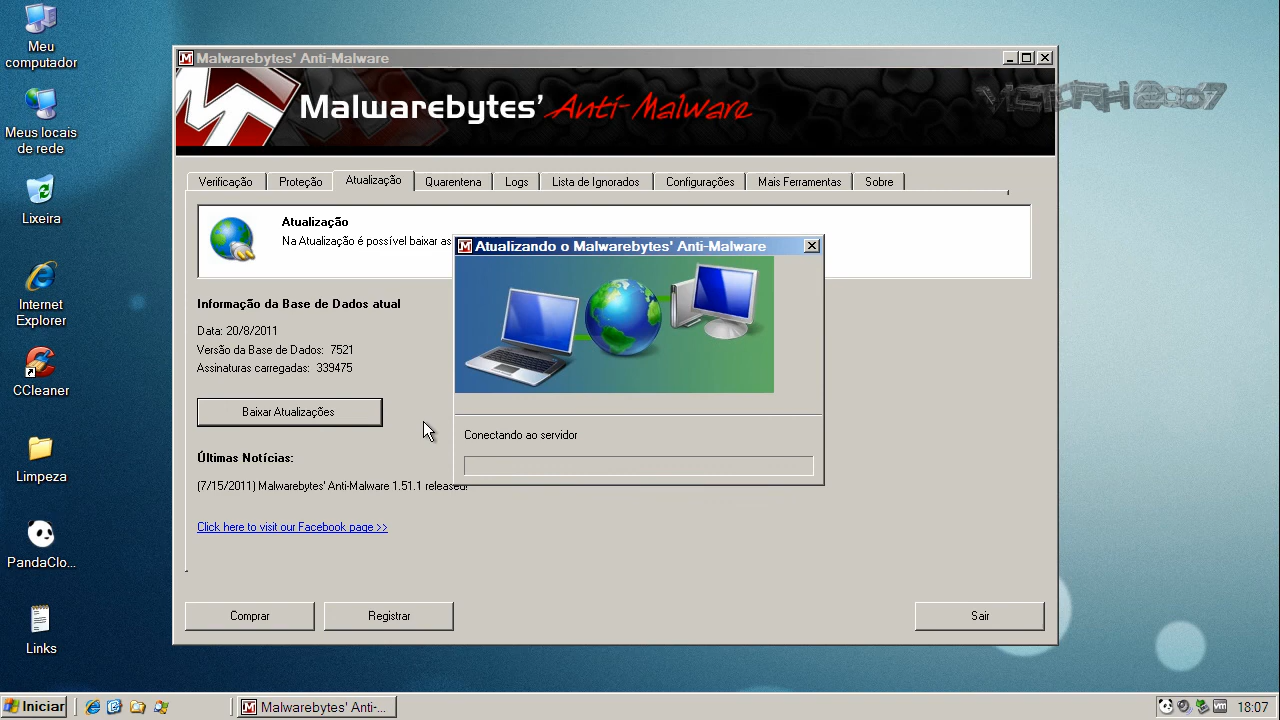 Meu
computador
Meus locais
de rede
Lixeira
Internet
Explorer
CCleaner
Limpeza
PandaClo...
Links
Malwarebytes' Anti-Malware
Malwarebytes' Anti-Malware
VICTORH2007
Verificação Proteção Atualização Quarentena Logs Lista de Ignorados Configurações Mais Ferramentas Sobre
Atualização
Na Atualização é possível baixar as
Informação da Base de Dados atual
Data: 20/8/2011
Versão da Base de Dados: 7521
Assinaturas carregadas: 339475
Baixar Atualizações
Últimas Notícias:
(7/15/2011) Malwarebytes' Anti-Malware 1.51.1 released!
Click here to visit our Facebook page >>
Atualizando o Malwarebytes' Anti-Malware
Conectando ao servidor
Comprar Registrar Sair
Iniciar Malwarebytes' Anti-... vm 18:07